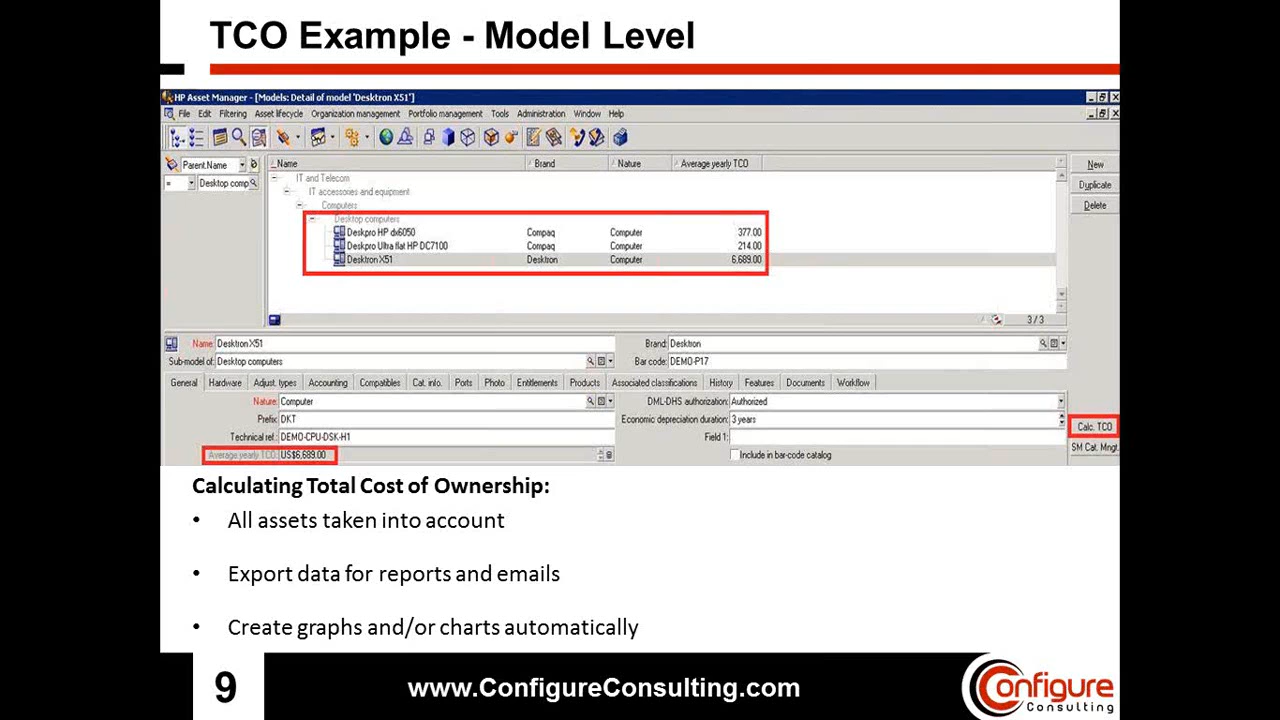 TCO Example - Model Level
HP Asset Manager - [Models: Detail of model 'Desktron X51']
File Edit Filtering Asset lifecycle Organization management Portfolio management Tools Administration Window Help
Parent.Name
= Desktop comp
Name Brand Nature Average yearly TCO
IT and Telecom
IT accessories and equipment
Computers
Desktop computers
Deskpro HP dx6050 Compaq Computer 377.00
Deskpro Ultra flat HP DC7100 Compaq Computer 214.00
Desktron X51 Desktron Computer 6,689.00
3/3
New
Duplicate
Delete
Name: Desktron X51 Brand: Desktron
Sub-model of: Desktop computers Bar code: DEMO-P17
General Hardware Adjust. types Accounting Compatibles Cat. info. Ports Photo Entitlements Products Associated classifications History Features Documents Workflow
Nature: Computer DML-DHS authorization: Authorized
Prefix: DKT Economic depreciation duration: 3 years
Technical ref.: DEMO-CPU-DSK-H1 Field 1:
Average yearly TCO: US$6,689.00 Include in bar-code catalog
Calc. TCO
SM Cat. Mngt.
Calculating Total Cost of Ownership:
• All assets taken into account
• Export data for reports and emails
• Create graphs and/or charts automatically
9
www.ConfigureConsulting.com
Configure
Consulting